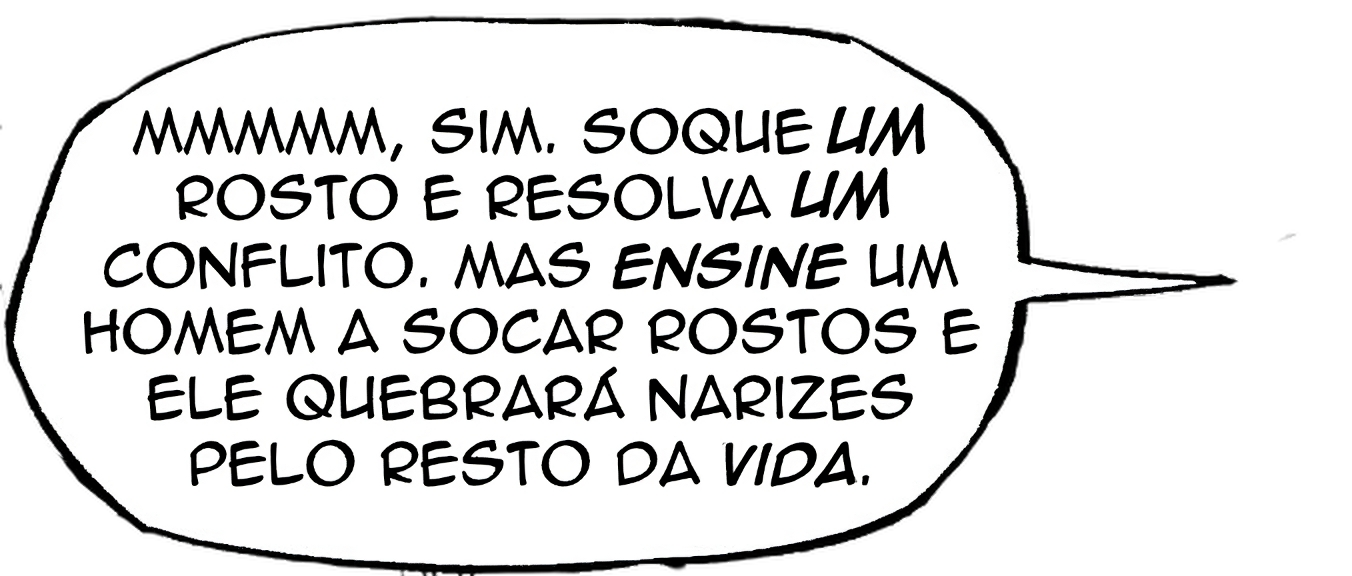 MMMMM, SIM. SOQUE UM
ROSTO E RESOLVA UM
CONFLITO. MAS ENSINE UM
HOMEM A SOCAR ROSTOS E
ELE QUEBRARÁ NARIZES
PELO RESTO DA VIDA.